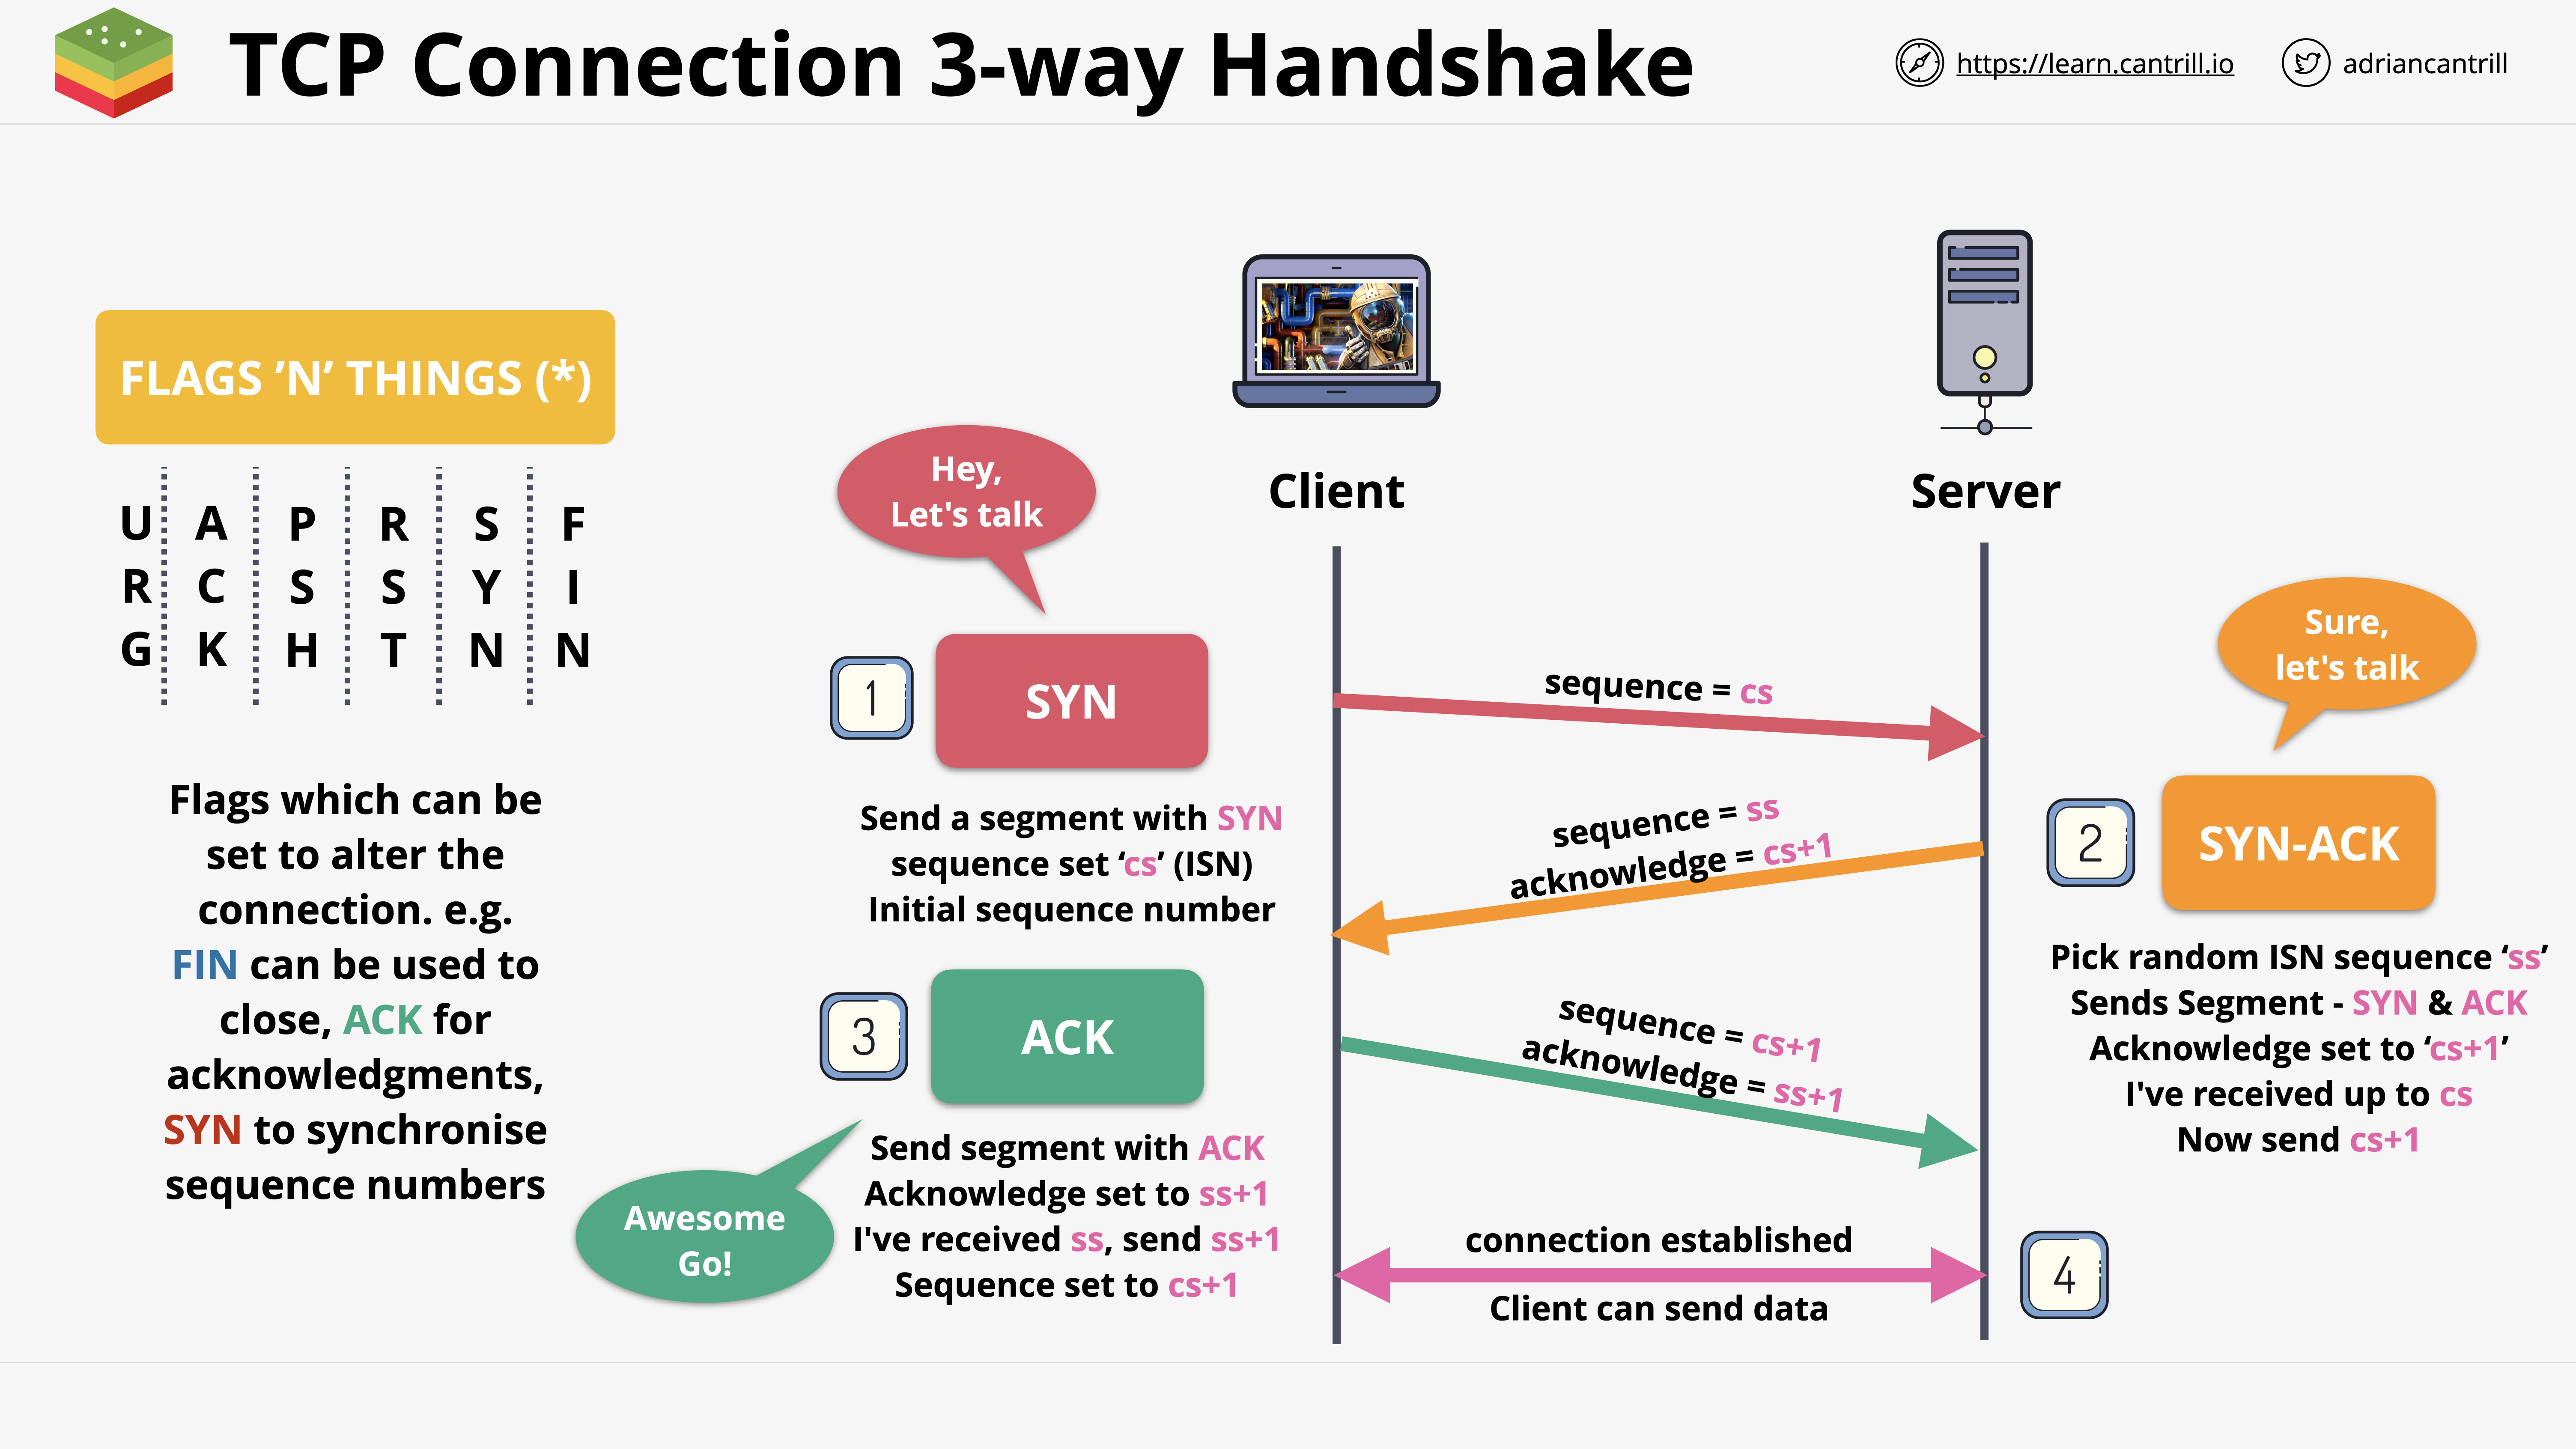 TCP Connection 3-way Handshake
https://learn.cantrill.io
adriancantrill
FLAGS ’N’ THINGS (*)
URG
ACK
PSH
RST
SYN
FIN
Flags which can be
set to alter the
connection. e.g.
FIN can be used to
close, ACK for
acknowledgments,
SYN to synchronise
sequence numbers
Client
Server
Hey,
Let's talk
1
SYN
Send a segment with SYN
sequence set ‘cs’ (ISN)
Initial sequence number
sequence = cs
Sure,
let's talk
2
SYN-ACK
Pick random ISN sequence ‘ss’
Sends Segment - SYN & ACK
Acknowledge set to ‘cs+1’
I've received up to cs
Now send cs+1
sequence = ss
acknowledge = cs+1
3
ACK
Send segment with ACK
Acknowledge set to ss+1
I've received ss, send ss+1
Sequence set to cs+1
Awesome
Go!
sequence = cs+1
acknowledge = ss+1
connection established
Client can send data
4